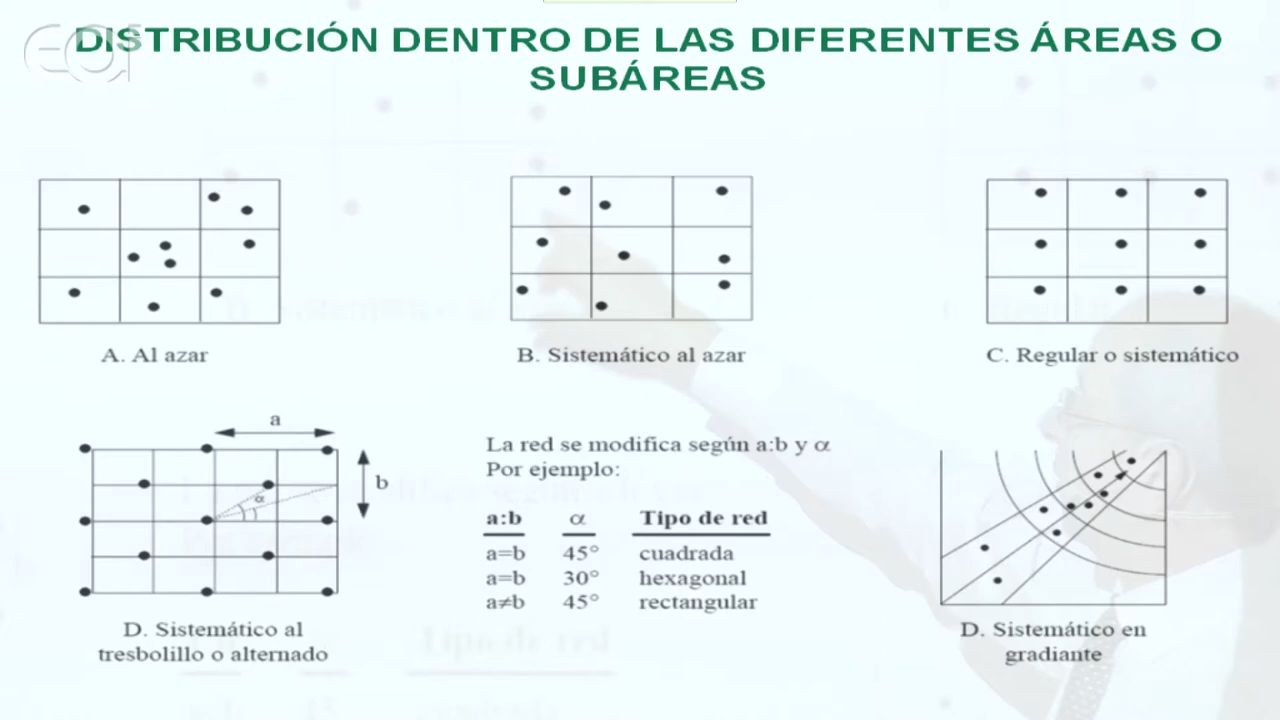 eoi
DISTRIBUCIÓN DENTRO DE LAS DIFERENTES ÁREAS O
SUBÁREAS
A. Al azar
B. Sistemático al azar
C. Regular o sistemático
a
b
α
D. Sistemático al
tresbolillo o alternado
La red se modifica según a:b y α
Por ejemplo:
a:b α Tipo de red
a=b 45° cuadrada
a=b 30° hexagonal
a≠b 45° rectangular
D. Sistemático en
gradiante